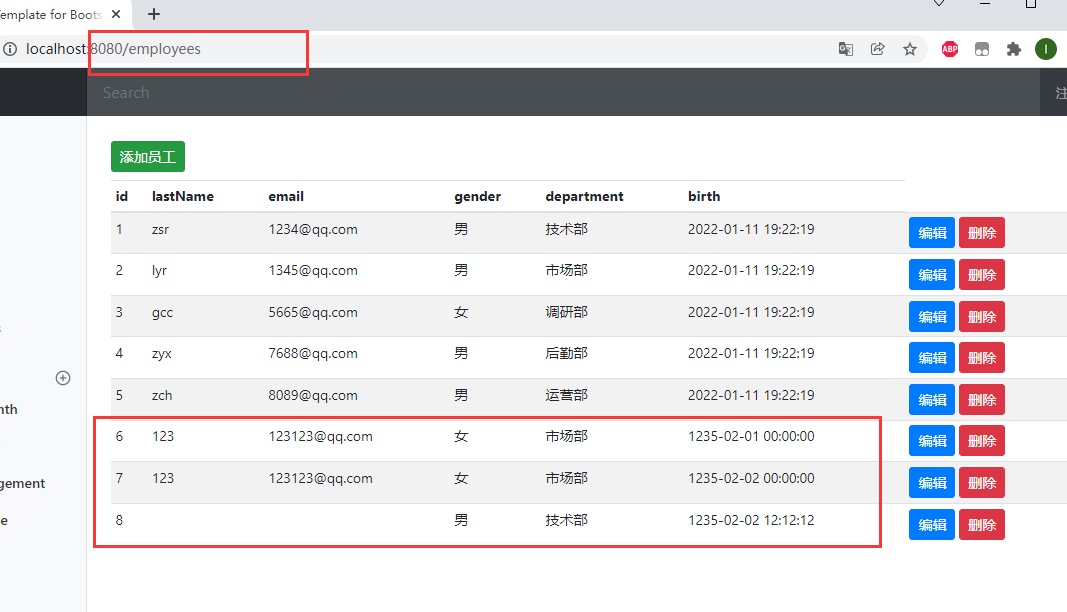 Template for Boots
localhost:8080/employees
ABP
I
Search
注
添加员工
id lastName email gender department birth
1 zsr 1234@qq.com 男 技术部 2022-01-11 19:22:19 编辑 删除
2 lyr 1345@qq.com 男 市场部 2022-01-11 19:22:19 编辑 删除
3 gcc 5665@qq.com 女 调研部 2022-01-11 19:22:19 编辑 删除
4 zyx 7688@qq.com 男 后勤部 2022-01-11 19:22:19 编辑 删除
5 zch 8089@qq.com 男 运营部 2022-01-11 19:22:19 编辑 删除
nth
6 123 123123@qq.com 女 市场部 1235-02-01 00:00:00 编辑 删除
7 123 123123@qq.com 女 市场部 1235-02-02 00:00:00 编辑 删除
gement
8 男 技术部 1235-02-02 12:12:12 编辑 删除
e